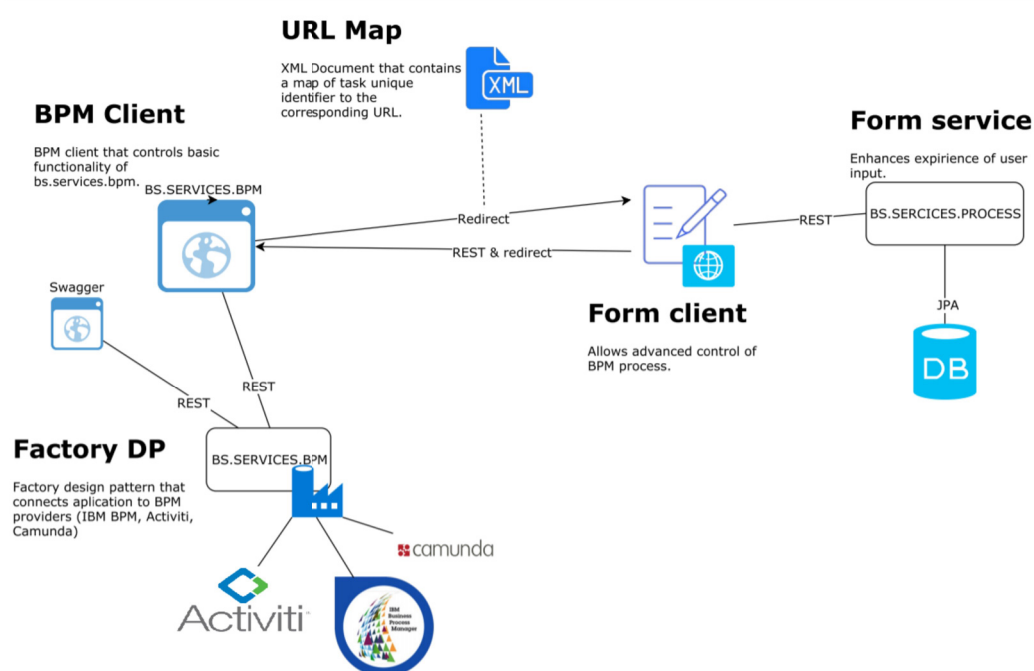 URL Map
XML Document that contains
a map of task unique
identifier to the
corresponding URL.
XML
BPM Client
BPM client that controls basic
functionality of
bs.services.bpm.
BS.SERVICES.BPM
Form service
Enhances expirience of user
input.
BS.SERCICES.PROCESS
Redirect
REST & redirect
REST
JPA
DB
Form client
Allows advanced control of
BPM process.
Swagger
REST
REST
Factory DP
Factory design pattern that
connects aplication to BPM
providers (IBM BPM, Activiti,
Camunda)
BS.SERVICES.BPM
camunda
Activiti
IBM
Business
Process
Manager